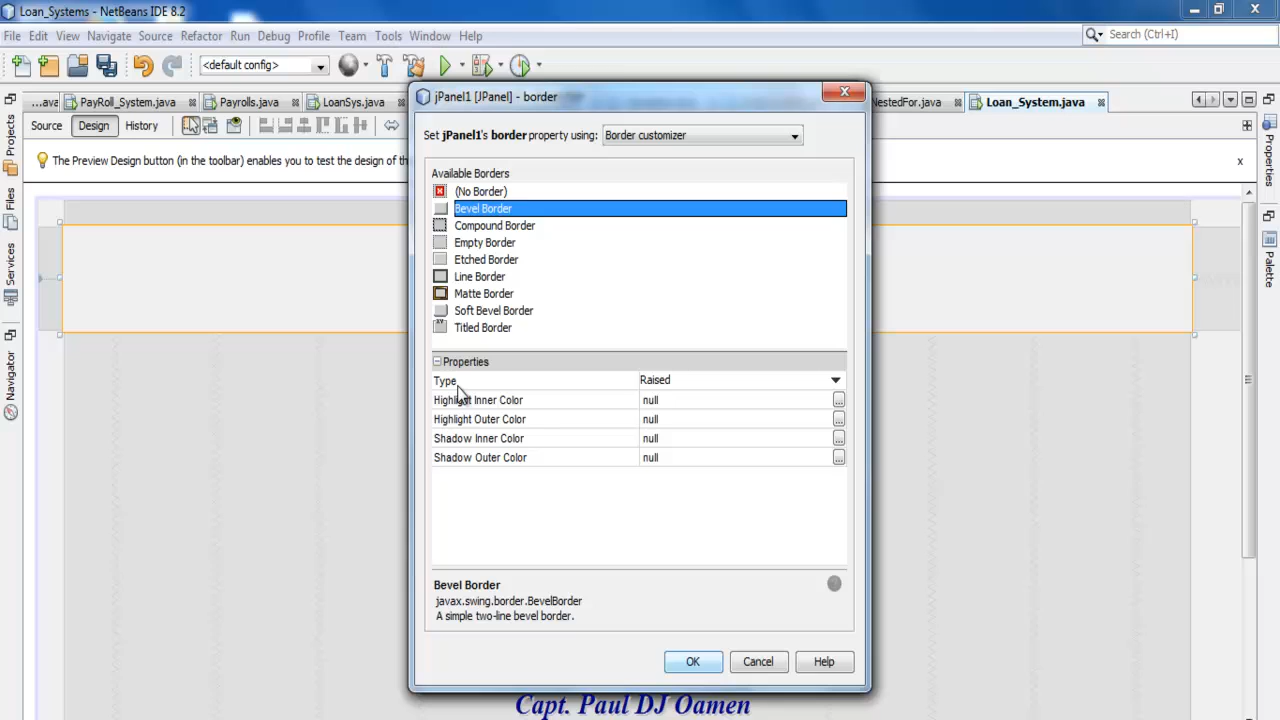 Loan_Systems - NetBeans IDE 8.2
File Edit View Navigate Source Refactor Run Debug Profile Team Tools Window Help
Search (Ctrl+I)
<default config>
...ava PayRoll_System.java Payrolls.java LoanSys.java NestedFor.java Loan_System.java
Source Design History
The Preview Design button (in the toolbar) enables you to test the design of the
x
Projects
Files
Services
Navigator
Properties
Palette
jPanel1 [JPanel] - border
Set jPanel1's border property using: Border customizer
Available Borders
(No Border)
Bevel Border
Compound Border
Empty Border
Etched Border
Line Border
Matte Border
Soft Bevel Border
Titled Border
Properties
Type Raised
Highlight Inner Color null
Highlight Outer Color null
Shadow Inner Color null
Shadow Outer Color null
Bevel Border
javax.swing.border.BevelBorder
A simple two-line bevel border.
OK Cancel Help
Capt. Paul DJ Oamen